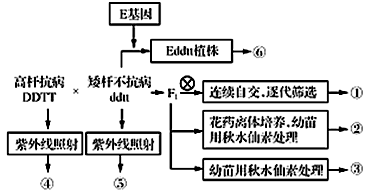 E基因
Eddtt植株 → ⑥
高杆抗病 × 矮杆不抗病 → F₁ ⊗ 连续自交,逐代筛选 → ①
DDTT ddtt
花药离体培养,幼苗
用秋水仙素处理 → ②
紫外线照射 紫外线照射 幼苗用秋水仙素处理 → ③
④ ⑤